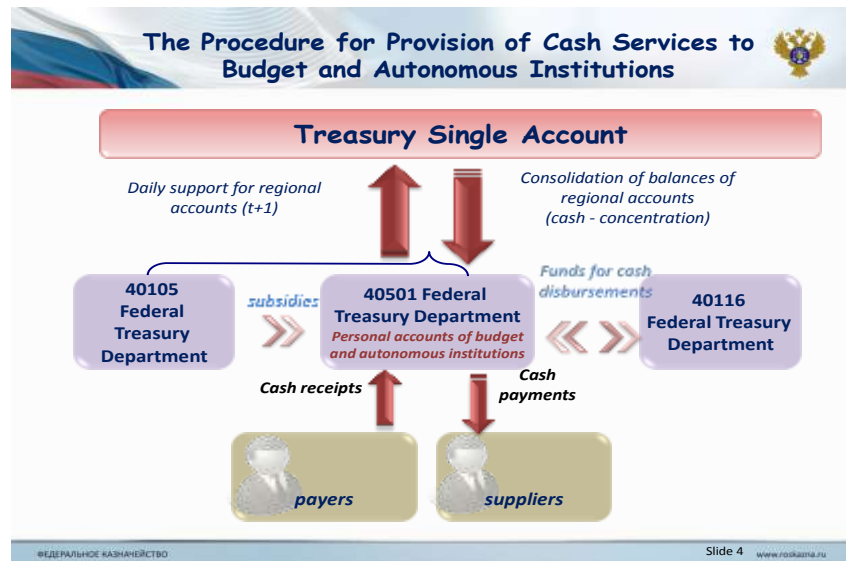 The Procedure for Provision of Cash Services to
Budget and Autonomous Institutions
Treasury Single Account
Daily support for regional
accounts (t+1)
Consolidation of balances of
regional accounts
(cash - concentration)
40105
Federal
Treasury
Department
subsidies
40501 Federal
Treasury Department
Personal accounts of budget
and autonomous institutions
Funds for cash
disbursements
40116
Federal Treasury
Department
Cash receipts
Cash
payments
payers
suppliers
ФЕДЕРАЛЬНОЕ КАЗНАЧЕЙСТВО
Slide 4
www.roskazna.ru